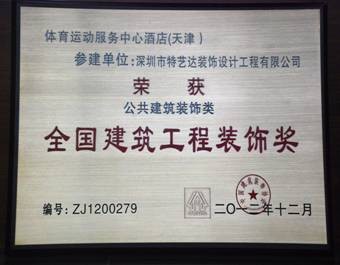 体育运动服务中心酒店(天津)
参建单位:深圳市特艺达装饰设计工程有限公司
荣 获
公共建筑装饰类
全国建筑工程装饰奖
编号:ZJ1200279
二〇一二年十二月